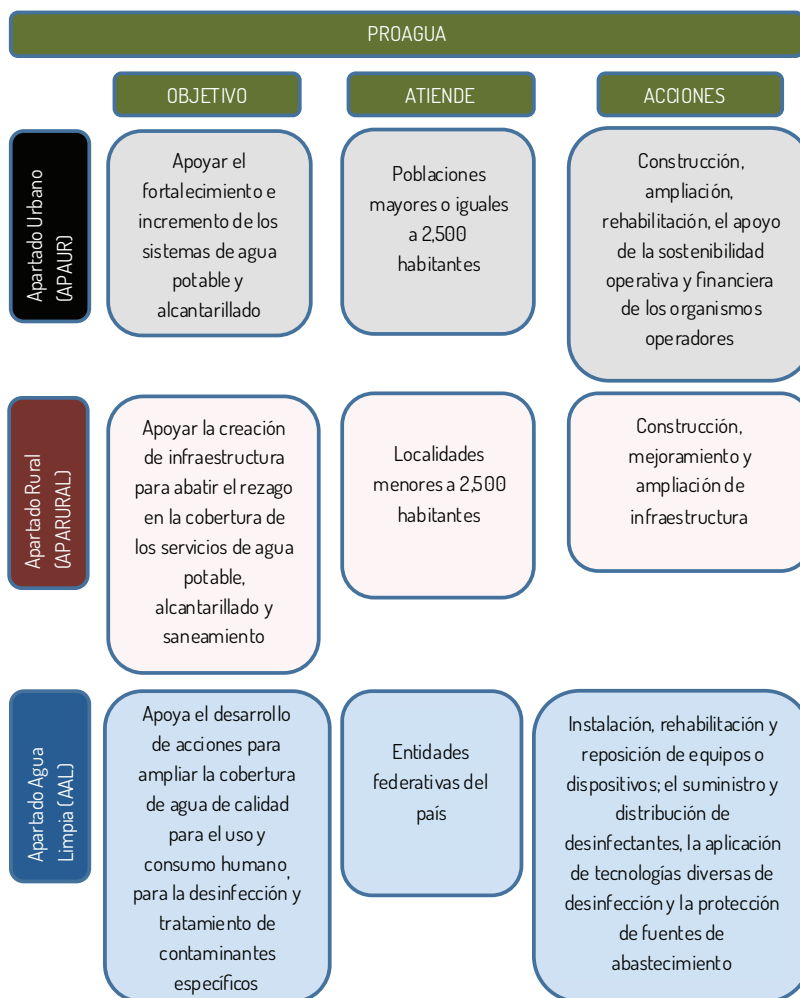 PROAGUA
OBJETIVO
ATIENDE
ACCIONES
Apartado Urbano
(APAUR)
Apoyar el
fortalecimiento e
incremento de los
sistemas de agua
potable y
alcantarillado
Poblaciones
mayores o iguales
a 2,500
habitantes
Construcción,
ampliación,
rehabilitación, el apoyo
de la sostenibilidad
operativa y financiera
de los organismos
operadores
Apartado Rural
(APARURAL)
Apoyar la creación
de infraestructura
para abatir el rezago
en la cobertura de
los servicios de agua
potable,
alcantarillado y
saneamiento
Localidades
menores a 2,500
habitantes
Construcción,
mejoramiento y
ampliación de
infraestructura
Apartado Agua
Limpia (AAL)
Apoya el desarrollo
de acciones para
ampliar la cobertura
de agua de calidad
para el uso y
consumo humano,
para la desinfección y
tratamiento de
contaminantes
específicos
Entidades
federativas del
país
Instalación, rehabilitación y
reposición de equipos o
dispositivos; el suministro y
distribución de
desinfectantes, la aplicación
de tecnologías diversas de
desinfección y la protección
de fuentes de
abastecimiento